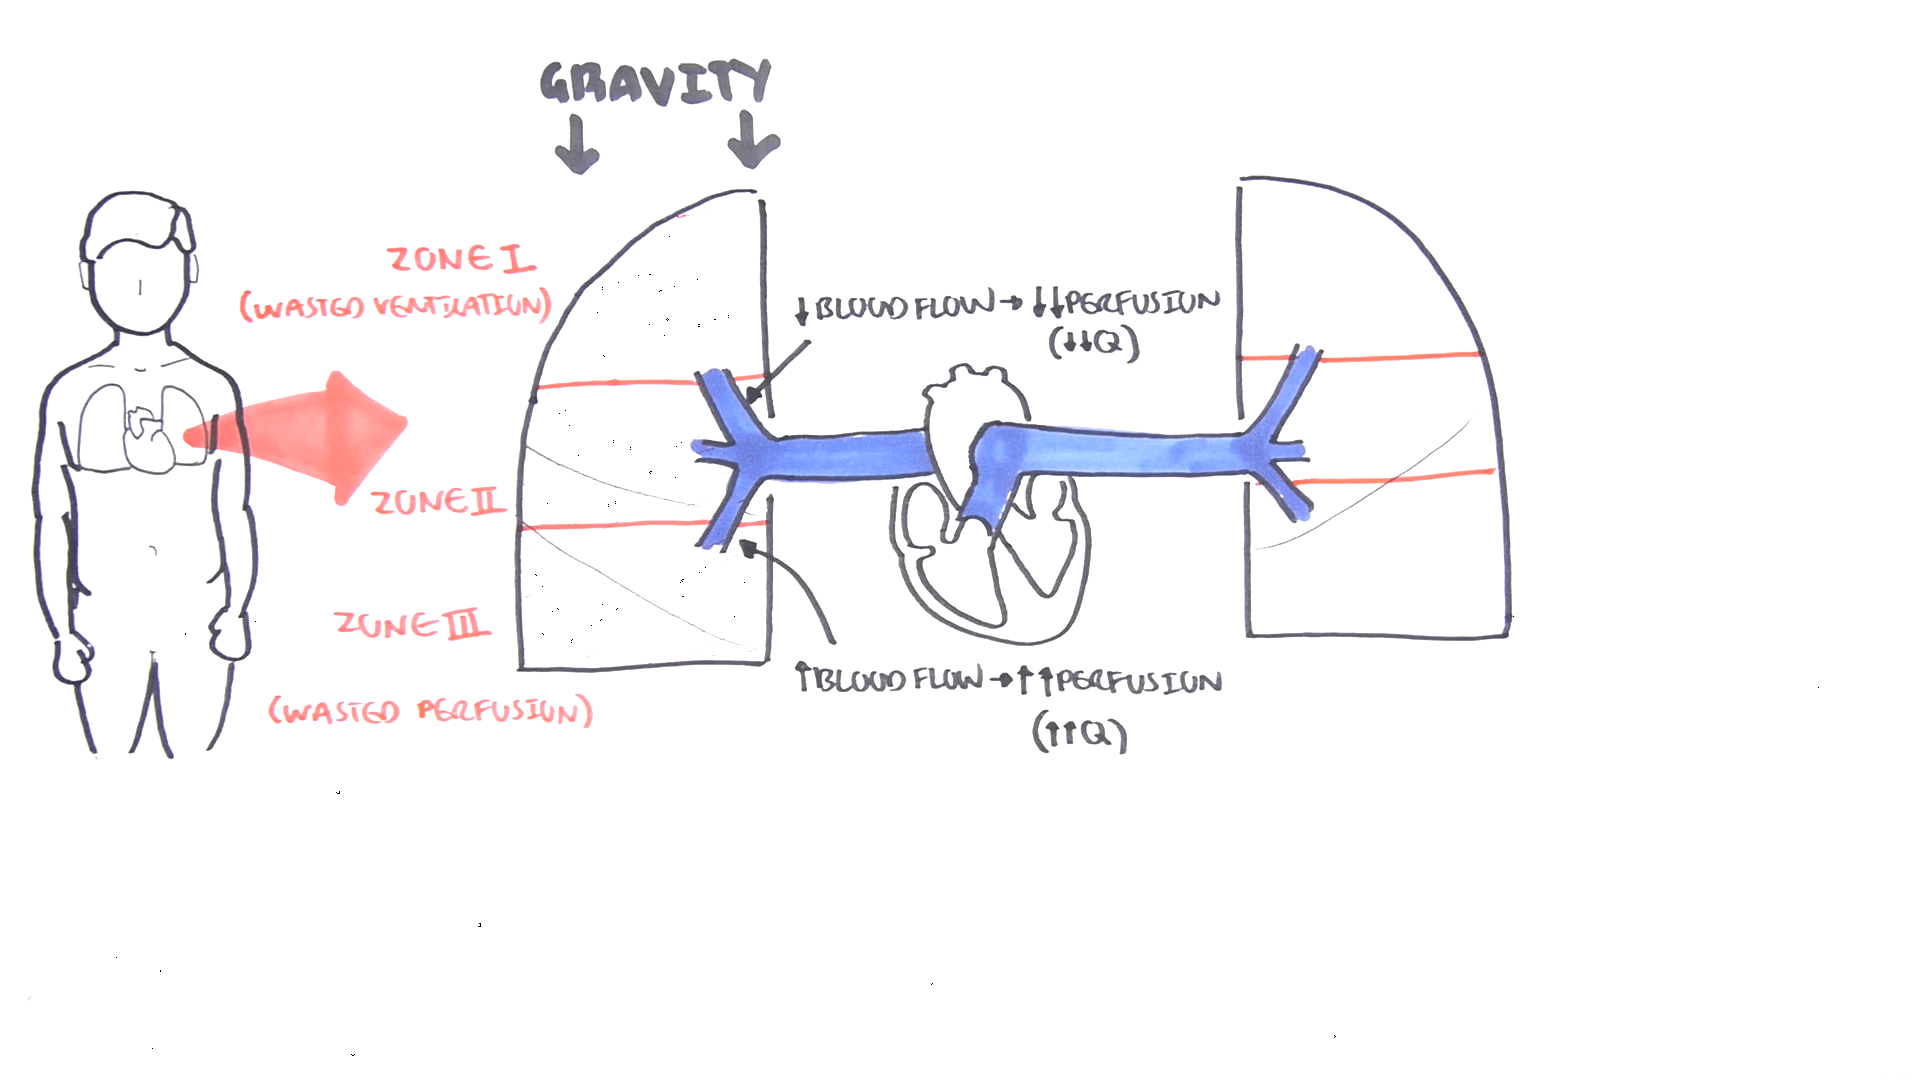 GRAVITY
ZONE I
(WASTED VENTILATION)
↓BLOOD FLOW→↓↓PERFUSION
(↓↓Q)
ZONE II
ZONE III
(WASTED PERFUSION)
↑BLOOD FLOW→↑↑PERFUSION
(↑↑Q)